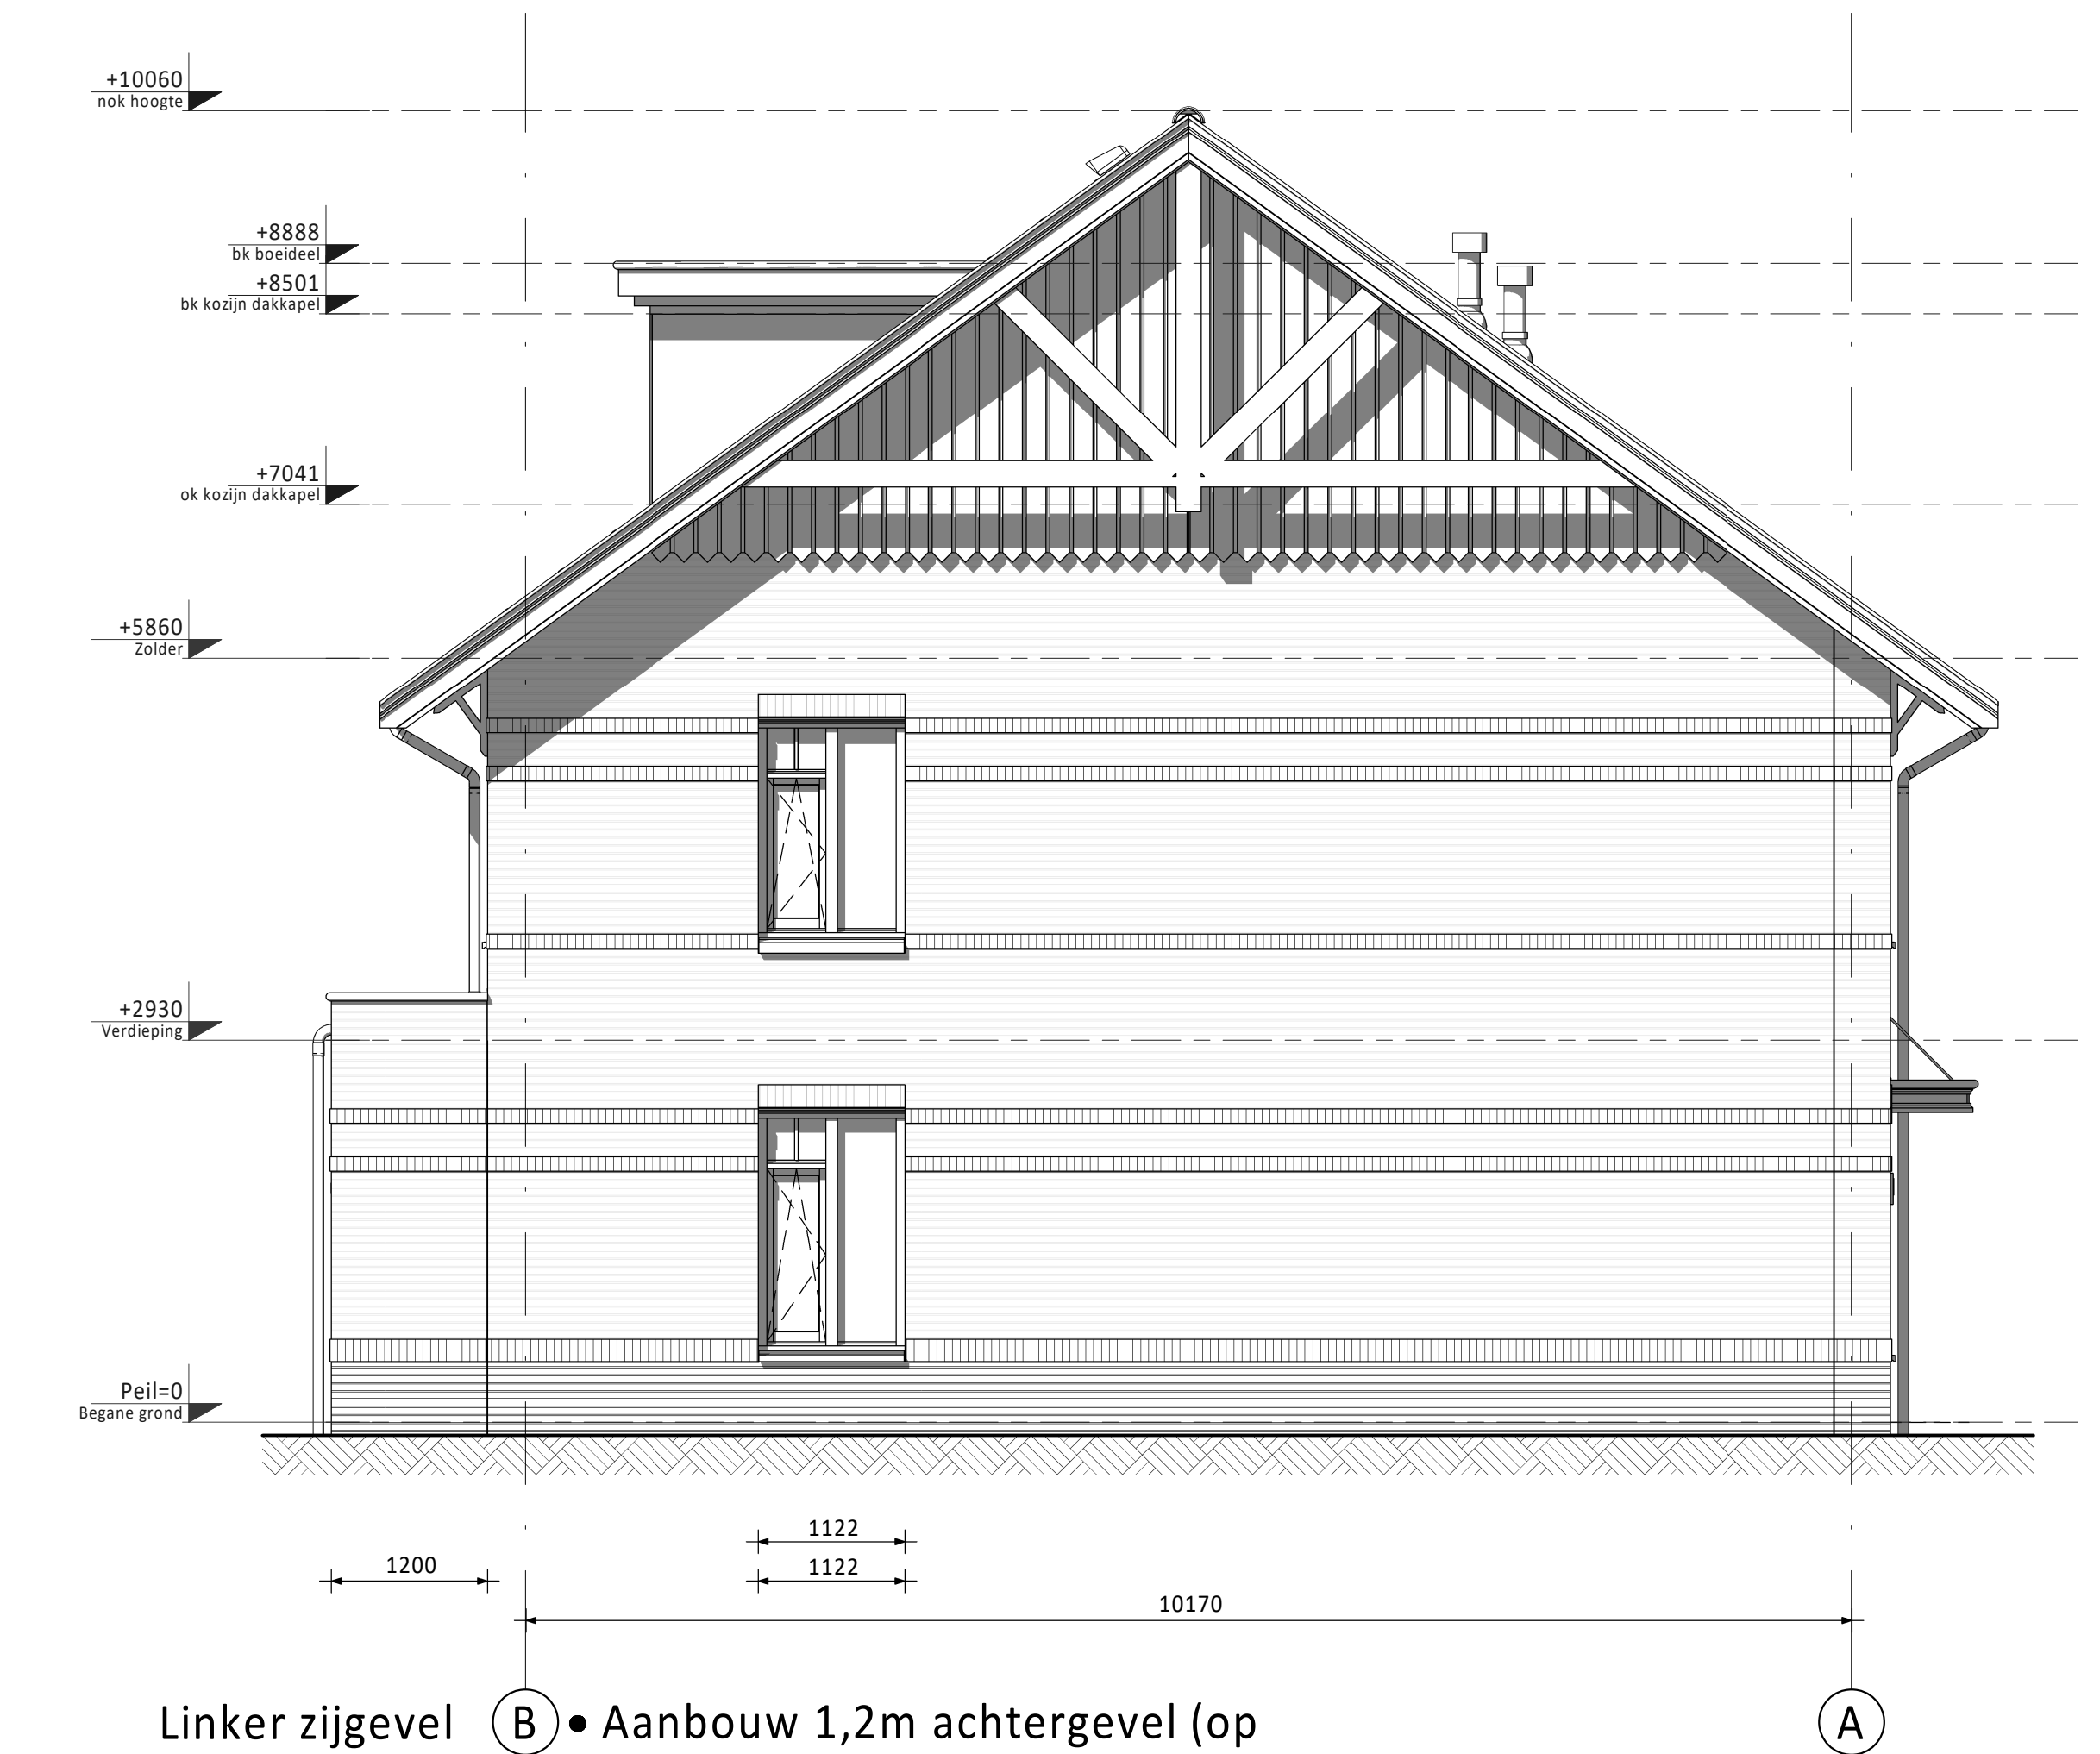 +10060
nok hoogte
+8888
bk boeideel
+8501
bk kozijn dakkapel
+7041
ok kozijn dakkapel
+5860
Zolder
+2930
Verdieping
Peil=0
Begane grond
1122
1200
1122
10170
Linker zijgevel B • Aanbouw 1,2m achtergevel (op A